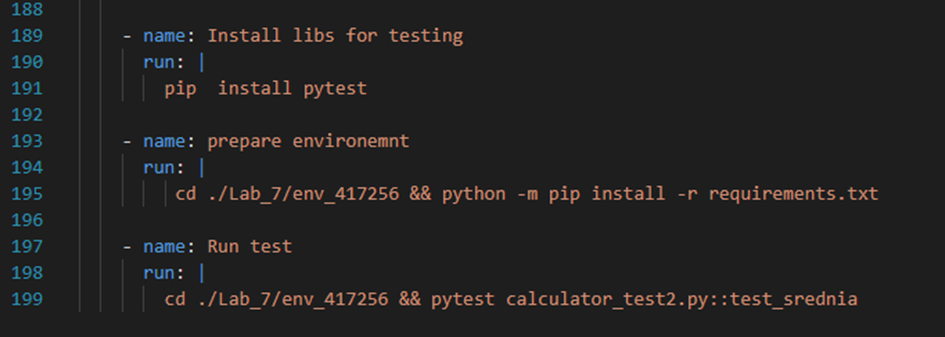 188
189 - name: Install libs for testing
190 run: |
191 pip  install pytest
192
193 - name: prepare environemnt
194 run: |
195 cd ./Lab_7/env_417256 && python -m pip install -r requirements.txt
196
197 - name: Run test
198 run: |
199 cd ./Lab_7/env_417256 && pytest calculator_test2.py::test_srednia